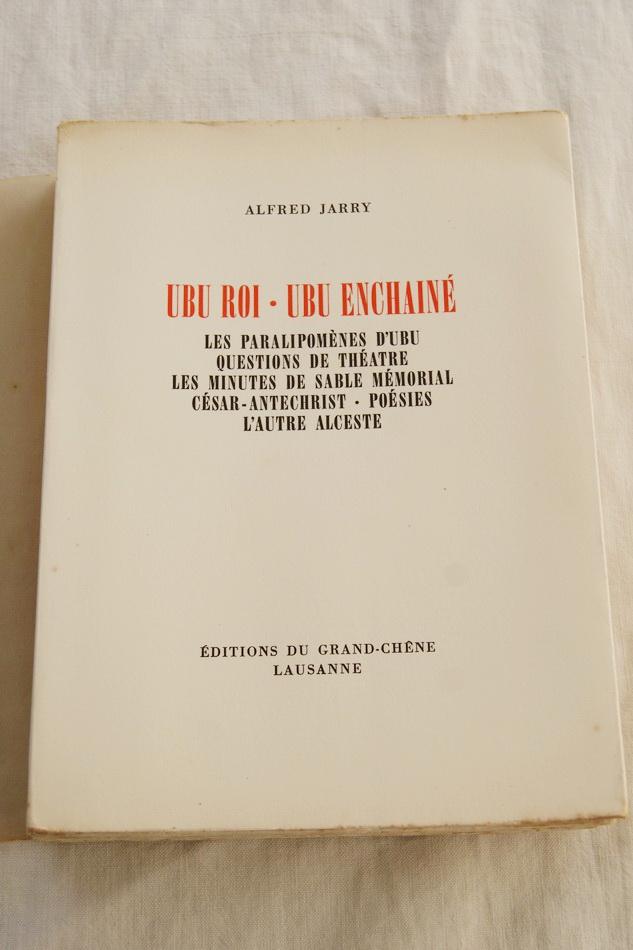 ALFRED JARRY
UBU ROI · UBU ENCHAINÉ
LES PARALIPOMÈNES D'UBU
QUESTIONS DE THÉATRE
LES MINUTES DE SABLE MÉMORIAL
CÉSAR-ANTECHRIST · POÉSIES
L'AUTRE ALCESTE
ÉDITIONS DU GRAND-CHÊNE
LAUSANNE